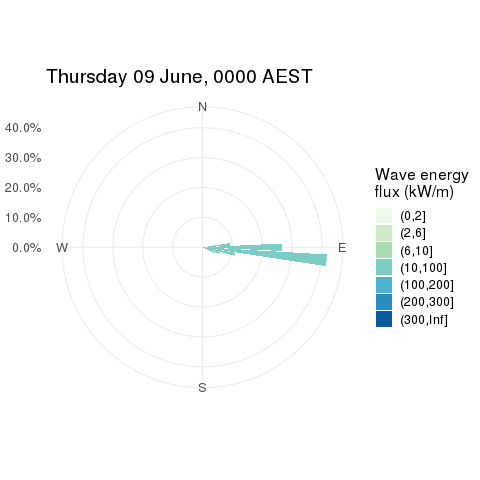 Thursday 09 June, 0000 AEST
N
40.0%
30.0%
20.0%
10.0%
0.0%
W
E
S
Wave energy
flux (kW/m)
(0,2]
(2,6]
(6,10]
(10,100]
(100,200]
(200,300]
(300,Inf]